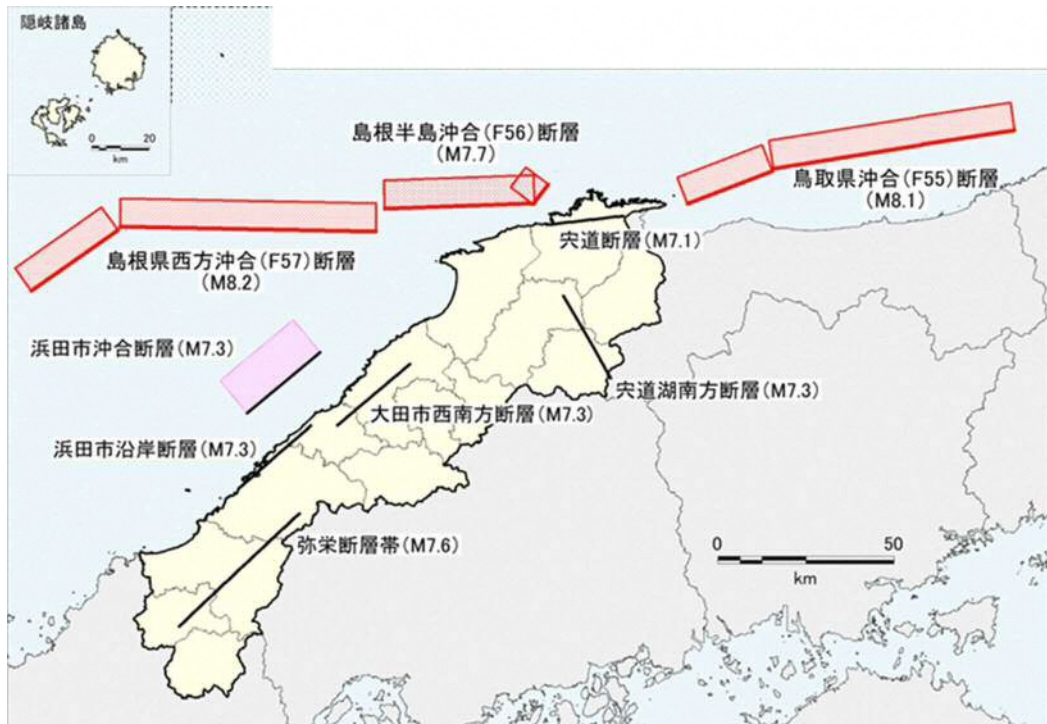 隠岐諸島
0 20
km
島根半島沖合(F56)断層
(M7.7)
鳥取県沖合(F55)断層
(M8.1)
宍道断層(M7.1)
島根県西方沖合(F57)断層
(M8.2)
浜田市沖合断層(M7.3)
宍道湖南方断層(M7.3)
大田市西南方断層(M7.3)
浜田市沿岸断層(M7.3)
弥栄断層帯(M7.6)
0 50
km